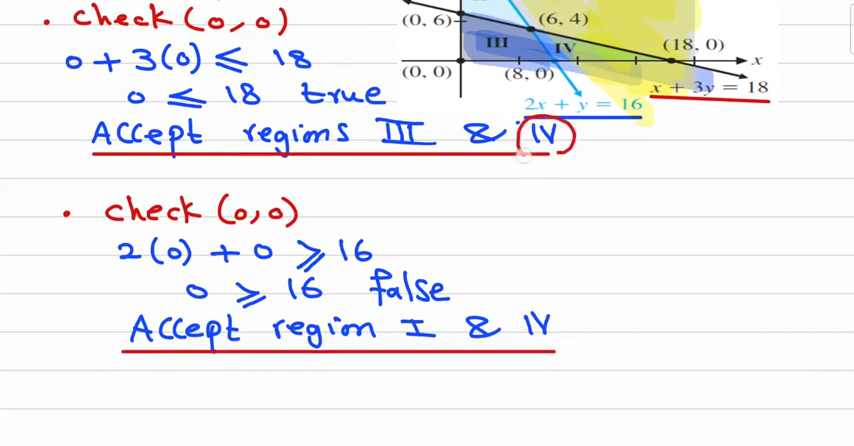 • check (0, 0)
0 + 3(0) ≤ 18
0 ≤ 18 true
Accept regions III & IV
(0, 6)
(6, 4)
III
IV
(18, 0)
x
(0, 0)
(8, 0)
x + 3y = 18
2x + y = 16
• check (0, 0)
2(0) + 0 ⩾ 16
0 ⩾ 16 false
Accept region I & IV